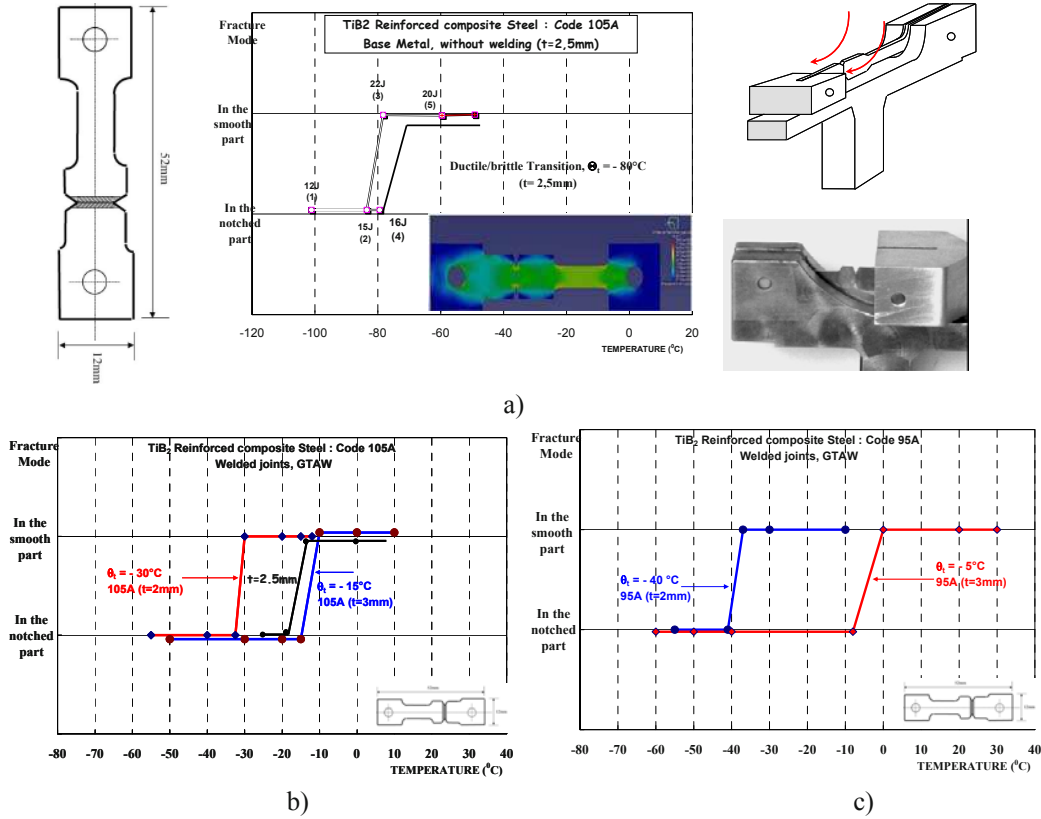 52mm
12mm
Fracture
Mode
TiB2 Reinforced composite Steel : Code 105A
Base Metal, without welding (t=2,5mm)
In the
smooth
part
22J
(3)
20J
(5)
Ductile/brittle Transition, Θt = - 80°C
(t= 2,5mm)
12J
(1)
In the
notched
part
15J
(2)
16J
(4)
-120
-100
-80
-60
-40
-20
0
20
TEMPERATURE (⁰C)
a)
Fracture
Mode
TiB₂ Reinforced composite Steel : Code 105A
Welded joints, GTAW
In the
smooth
part
θt = - 30°C
105A (t=2mm)
t=2.5mm
θt = - 15°C
105A (t=3mm)
In the
notched
part
-80
-70
-60
-50
-40
-30
-20
-10
0
10
20
30
40
TEMPERATURE (⁰C)
b)
Fracture
Mode
TiB₂ Reinforced composite Steel : Code 95A
Welded joints, GTAW
In the
smooth
part
θt = - 40 °C
95A (t=2mm)
θt = - 5°C
95A (t=3mm)
In the
notched
part
-80
-70
-60
-50
-40
-30
-20
-10
0
10
20
30
40
TEMPERATURE (⁰C)
c)